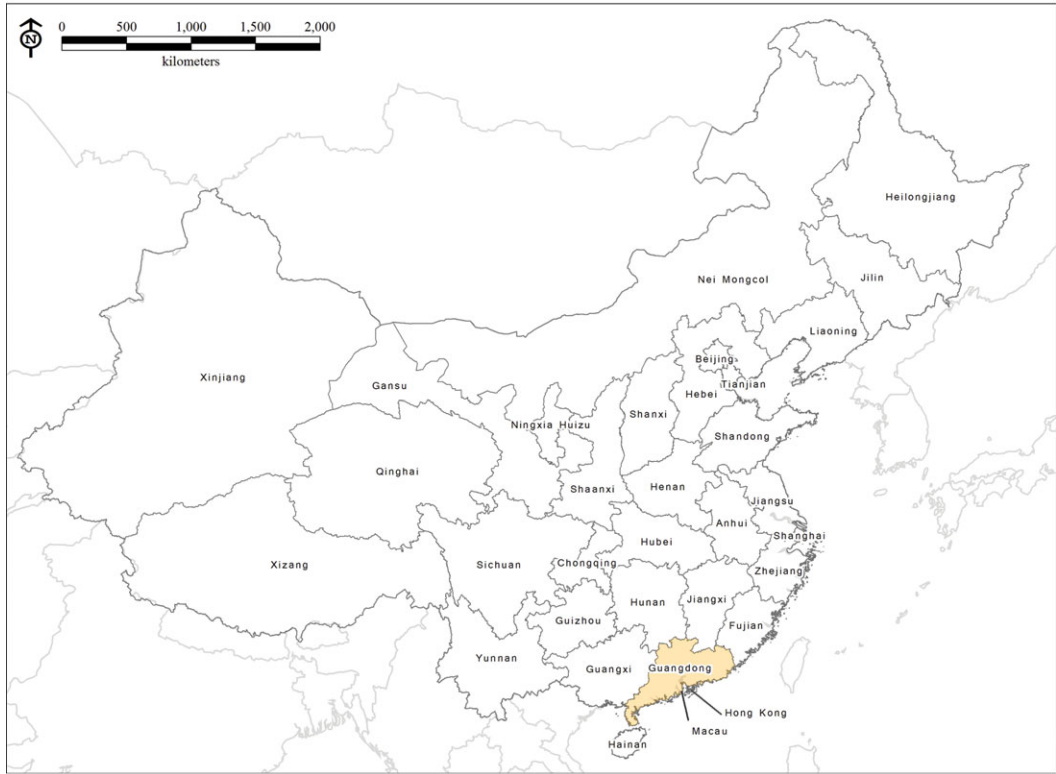 0 500 1,000 1,500 2,000
N
kilometers
Heilongjiang
Nei Mongcol
Jilin
Liaoning
Beijing
Xinjiang
Gansu
Tianjian
Hebei
Shanxi
Ningxia Huizu
Shandong
Qinghai
Shaanxi
Henan
Jiangsu
Anhui
Shanghai
Hubei
Xizang
Sichuan
Chongqing
Zhejiang
Hunan
Jiangxi
Guizhou
Fujian
Yunnan
Guangxi
Guangdong
Hong Kong
Macau
Hainan